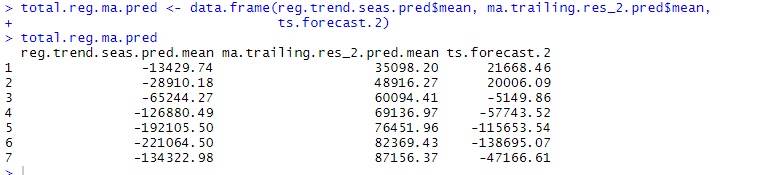 > total.reg.ma.pred <- data.frame(reg.trend.seas.pred$mean, ma.trailing.res_2.pred$mean,
+ ts.forecast.2)
> total.reg.ma.pred
reg.trend.seas.pred.mean ma.trailing.res_2.pred.mean ts.forecast.2
1 -13429.74 35098.20 21668.46
2 -28910.18 48916.27 20006.09
3 -65244.27 60094.41 -5149.86
4 -126880.49 69136.97 -57743.52
5 -192105.50 76451.96 -115653.54
6 -221064.50 82369.43 -138695.07
7 -134322.98 87156.37 -47166.61
>